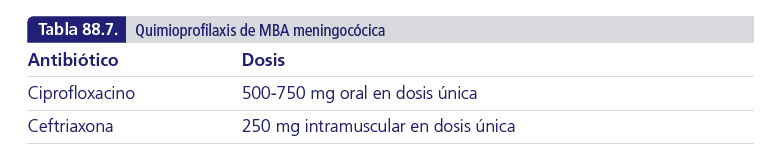 Tabla 88.7. Quimioprofilaxis de MBA meningocócica
Antibiótico Dosis
Ciprofloxacino 500-750 mg oral en dosis única
Ceftriaxona 250 mg intramuscular en dosis única